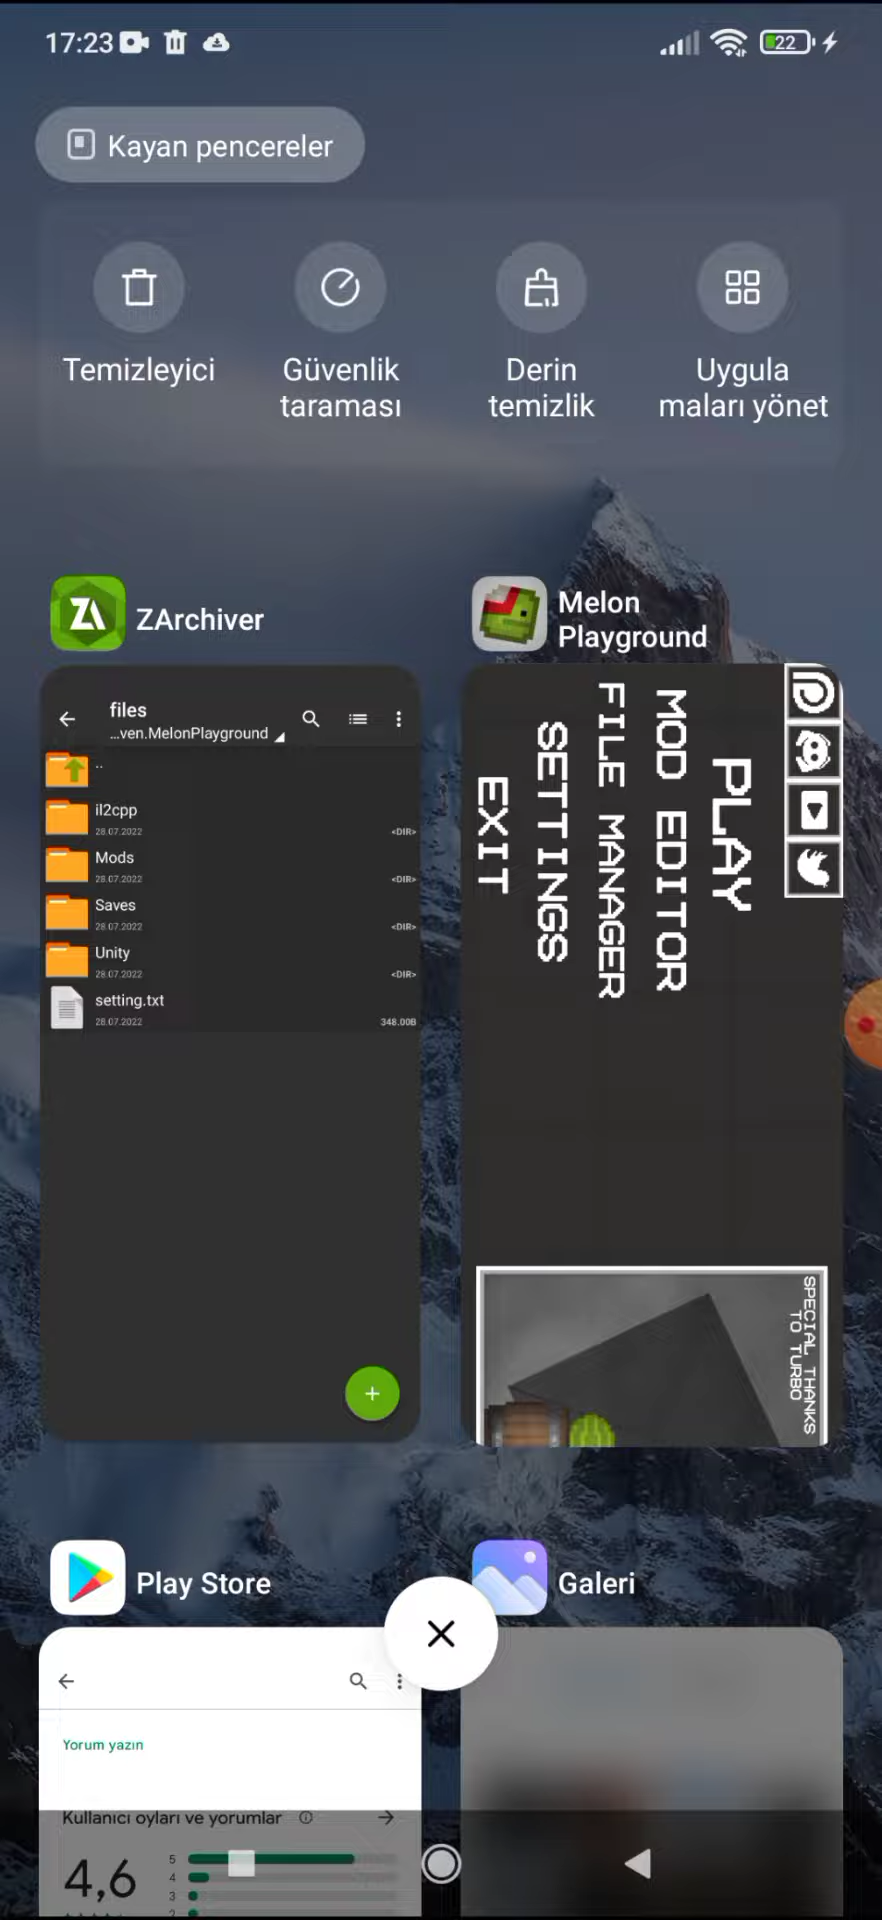 17:23
22
Kayan pencereler
Temizleyici
Güvenlik
taraması
Derin
temizlik
Uygula
maları yönet
ZArchiver
files
...ven.MelonPlayground
..
il2cpp
28.07.2022
<DIR>
Mods
28.07.2022
<DIR>
Saves
28.07.2022
<DIR>
Unity
28.07.2022
<DIR>
setting.txt
28.07.2022
348.00B
Melon
Playground
PLAY
MOD EDITOR
FILE MANAGER
SETTINGS
EXIT
SPECIAL THANKS
TO TURBO
Play Store
Yorum yazın
Kullanıcı oyları ve yorumlar
4,6
5
4
3
2
Galeri